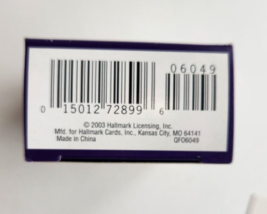 06049
0 15012 72899 6
© 2003 Hallmark Licensing, Inc.
Mfd. for Hallmark Cards, Inc., Kansas City, MO 64141
Made in China QFO6049